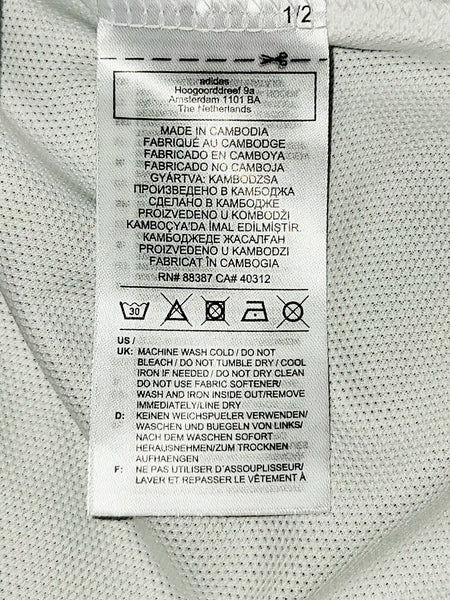 1/2
adidas
Hoogoorddreef 9a
Amsterdam 1101 BA
The Netherlands
MADE IN CAMBODIA
FABRIQUÉ AU CAMBODGE
FABRICADO EN CAMBOYA
FABRICADO NO CAMBOJA
GYÁRTVA: KAMBODZSA
ПРОИЗВЕДЕНО В КАМБОДЖА
СДЕЛАНО В КАМБОДЖЕ
PROIZVEDENO U KOMBODŽI
KAMBOÇYA'DA IMAL EDILMIŞTIR
КАМБОДЖЕДЕ ЖАСАЛҒАН
PROIZVEDENO U KAMBODZI
FABRICAT ÎN CAMBOGIA
RN# 88387 CA# 40312
30
US /
UK: MACHINE WASH COLD / DO NOT
BLEACH / DO NOT TUMBLE DRY / COOL
IRON IF NEEDED / DO NOT DRY CLEAN
DO NOT USE FABRIC SOFTENER/
WASH AND IRON INSIDE OUT/REMOVE
IMMEDIATELY/LINE DRY
D: KEINEN WEICHSPUELER VERWENDEN/
WASCHEN UND BUEGELN VON LINKS/
NACH DEM WASCHEN SOFORT
HERAUSNEHMEN/ZUM TROCKNEN
AUFHAENGEN
F: NE PAS UTILISER D'ASSOUPLISSEUR/
LAVER ET REPASSER LE VÊTEMENT À